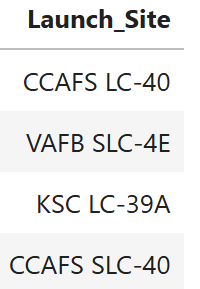 Launch_Site
CCAFS LC-40
VAFB SLC-4E
KSC LC-39A
CCAFS SLC-40